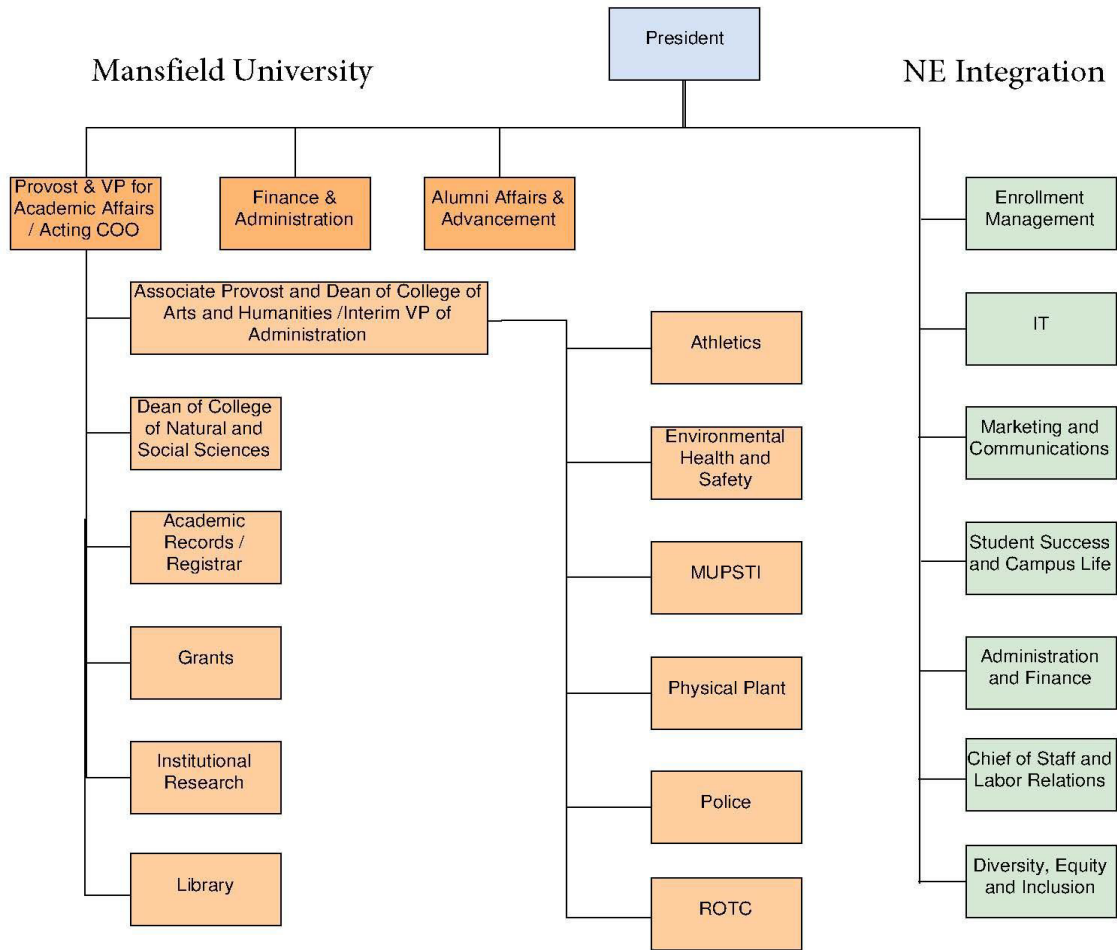 President
Mansfield University
NE Integration
Provost & VP for
Academic Affairs
/ Acting COO
Finance &
Administration
Alumni Affairs &
Advancement
Associate Provost and Dean of College of
Arts and Humanities /Interim VP of
Administration
Dean of College
of Natural and
Social Sciences
Academic
Records /
Registrar
Grants
Institutional
Research
Library
Athletics
Environmental
Health and
Safety
MUPSTI
Physical Plant
Police
ROTC
Enrollment
Management
IT
Marketing and
Communications
Student Success
and Campus Life
Administration
and Finance
Chief of Staff and
Labor Relations
Diversity, Equity
and Inclusion